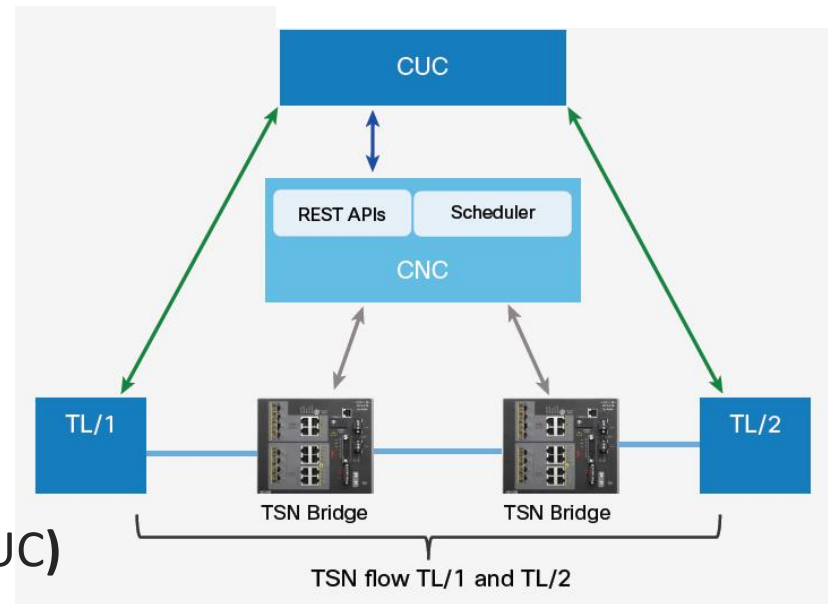 CUC
REST APIs
Scheduler
CNC
TL/1
TL/2
TSN Bridge
TSN Bridge
UC)
TSN flow TL/1 and TL/2